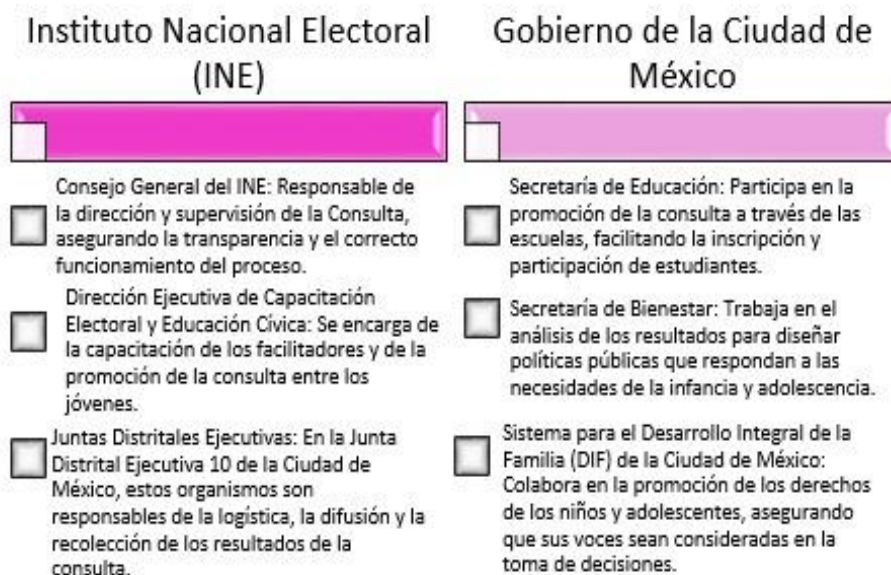 Instituto Nacional Electoral
(INE)
Consejo General del INE: Responsable de
la dirección y supervisión de la Consulta,
asegurando la transparencia y el correcto
funcionamiento del proceso.
Dirección Ejecutiva de Capacitación
Electoral y Educación Cívica: Se encarga de
la capacitación de los facilitadores y de la
promoción de la consulta entre los
jóvenes.
Juntas Distritales Ejecutivas: En la Junta
Distrital Ejecutiva 10 de la Ciudad de
México, estos organismos son
responsables de la logística, la difusión y la
recolección de los resultados de la
consulta.
Gobierno de la Ciudad de
México
Secretaría de Educación: Participa en la
promoción de la consulta a través de las
escuelas, facilitando la inscripción y
participación de estudiantes.
Secretaría de Bienestar: Trabaja en el
análisis de los resultados para diseñar
políticas públicas que respondan a las
necesidades de la infancia y adolescencia.
Sistema para el Desarrollo Integral de la
Familia (DIF) de la Ciudad de México:
Colabora en la promoción de los derechos
de los niños y adolescentes, asegurando
que sus voces sean consideradas en la
toma de decisiones.